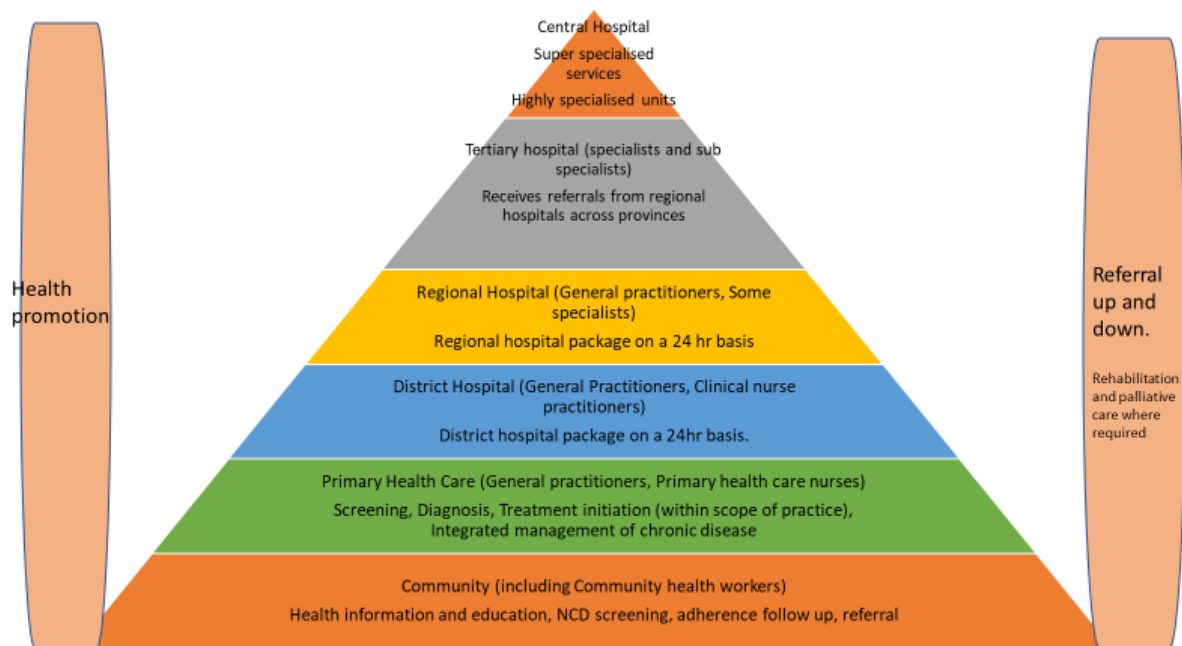 Central Hospital
Super specialised
services
Highly specialised units
Tertiary hospital (specialists and sub
specialists)
Receives referrals from regional
hospitals across provinces
Health
promotion
Regional Hospital (General practitioners, Some
specialists)
Regional hospital package on a 24 hr basis
Referral
up and
down.
Rehabilitation
and palliative
care where
required
District Hospital (General Practitioners, Clinical nurse
practitioners)
District hospital package on a 24hr basis.
Primary Health Care (General practitioners, Primary health care nurses)
Screening, Diagnosis, Treatment initiation (within scope of practice),
Integrated management of chronic disease
Community (including Community health workers)
Health information and education, NCD screening, adherence follow up, referral